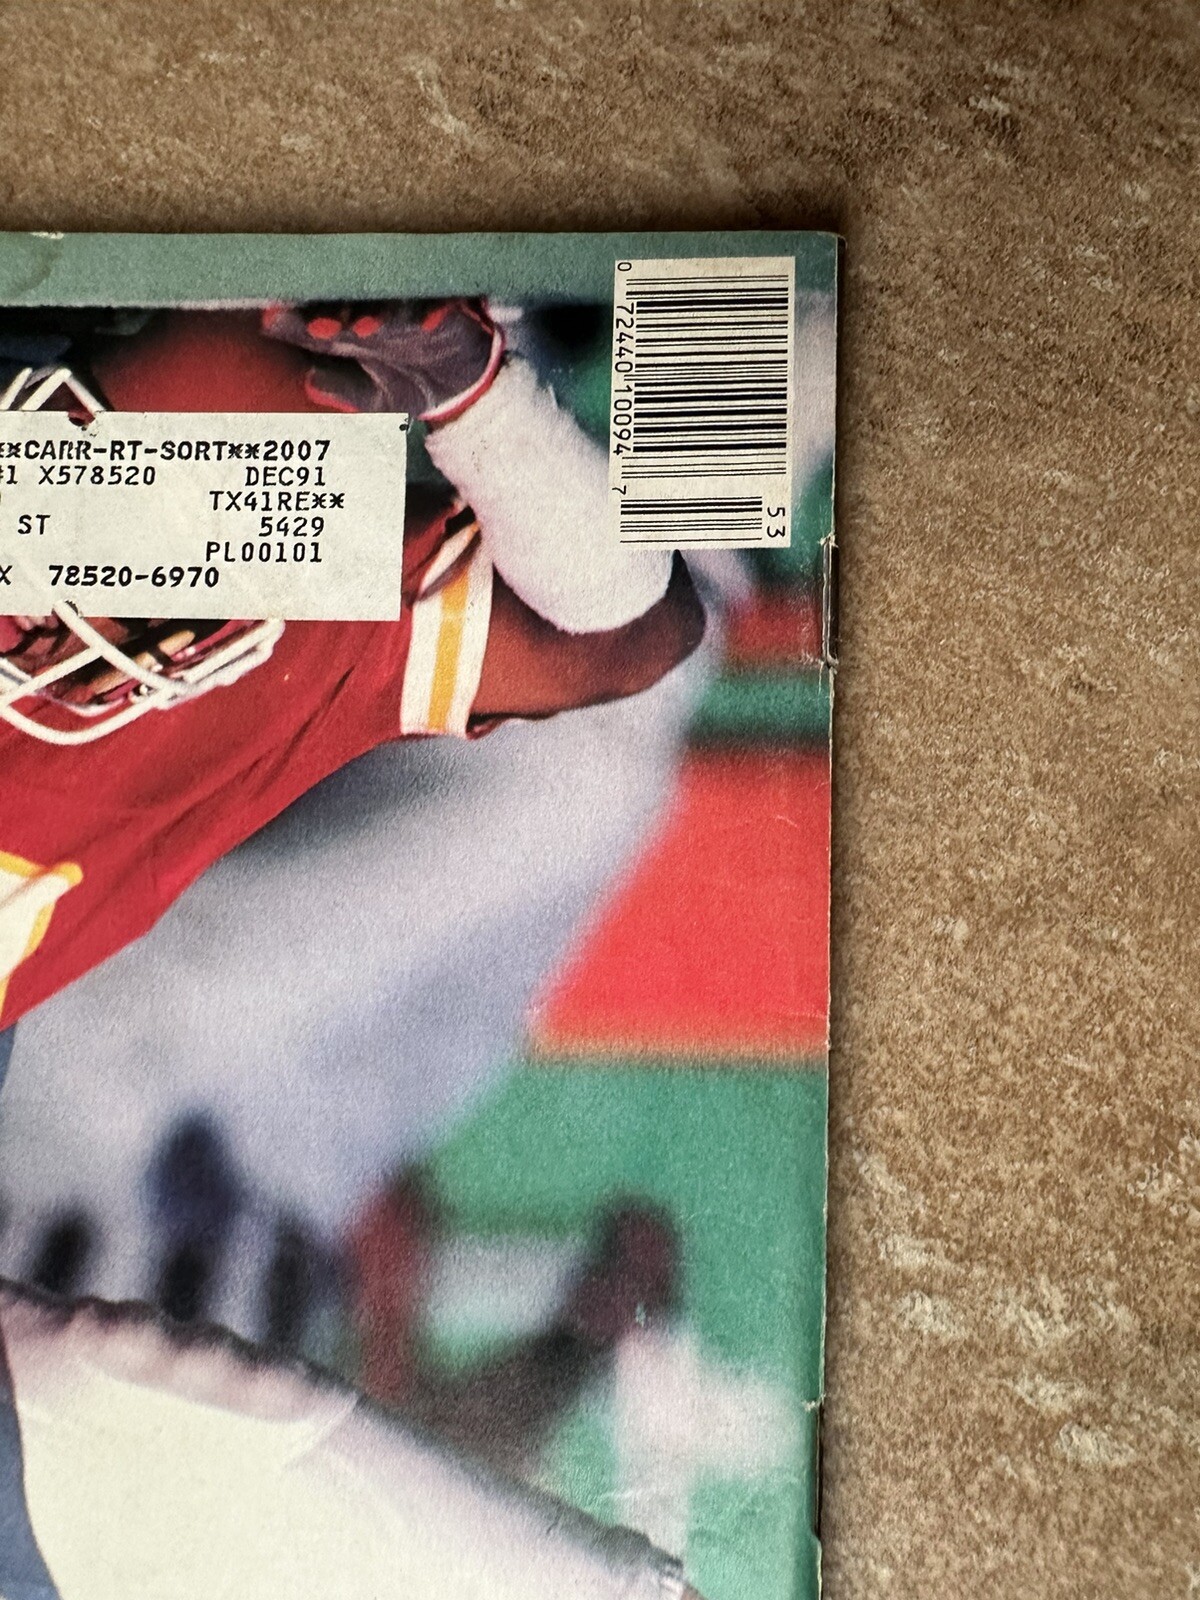 **CARR-RT-SORT**2007
#1 X578520 DEC91
TX41RE**
ST 5429
PL00101
X 78520-6970
0 72440 10094 7
53